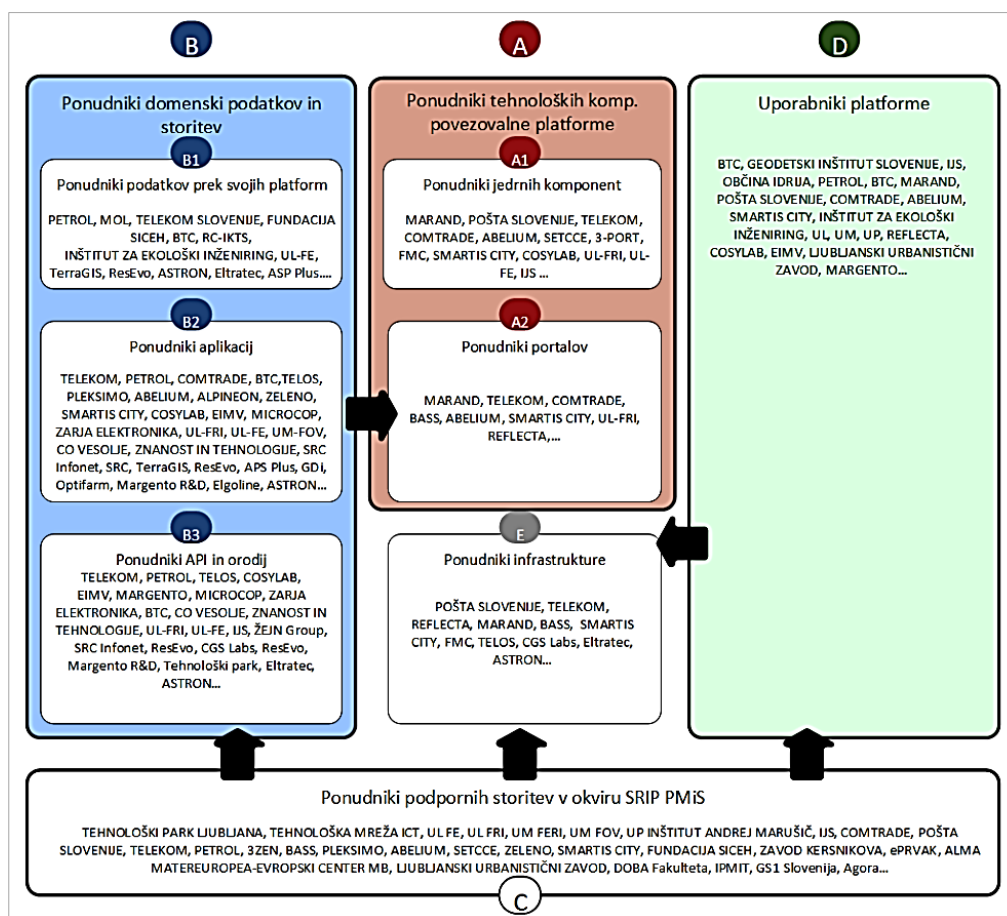 B
Ponudniki domenski podatkov in
storitev
B1
Ponudniki podatkov prek svojih platform
PETROL, MOL, TELEKOM SLOVENIJE, FUNDACIJA
SICEH, BTC, RC-IKTS,
INŠTITUT ZA EKOLOŠKI INŽENIRING, UL-FE,
TerraGIS, ResEvo, ASTRON, Eltratec, ASP Plus....
B2
Ponudniki aplikacij
TELEKOM, PETROL, COMTRADE, BTC,TELOS,
PLEKSIMO, ABELIUM, ALPINEON, ZELENO,
SMARTIS CITY, COSYLAB, EIMV, MICROCOP,
ZARJA ELEKTRONIKA, UL-FRI, UL-FE, UM-FOV,
CO VESOLJE, ZNANOST IN TEHNOLOGIJE, SRC
Infonet, SRC, TerraGIS, ResEvo, APS Plus, GDi,
Optifarm, Margento R&D, Elgoline, ASTRON...
B3
Ponudniki API in orodij
TELEKOM, PETROL, TELOS, COSYLAB,
EIMV, MARGENTO, MICROCOP, ZARJA
ELEKTRONIKA, BTC, CO VESOLJE, ZNANOST IN
TEHNOLOGIJE, UL-FRI, UL-FE, IJS, ŽEJN Group,
SRC Infonet, ResEvo, CGS Labs, ResEvo,
Margento R&D, Tehnološki park, Eltratec,
ASTRON...
A
Ponudniki tehnoloških komp.
povezovalne platforme
A1
Ponudniki jedrnih komponent
MARAND, POŠTA SLOVENIJE, TELEKOM,
COMTRADE, ABELIUM, SETCCE, 3-PORT,
FMC, SMARTIS CITY, COSYLAB, UL-FRI, UL-
FE, IJS ...
A2
Ponudniki portalov
MARAND, TELEKOM, COMTRADE,
BASS, ABELIUM, SMARTIS CITY, UL-FRI,
REFLECTA,...
E
Ponudniki infrastrukture
POŠTA SLOVENIJE, TELEKOM,
REFLECTA, MARAND, BASS, SMARTIS
CITY, FMC, TELOS, CGS Labs, Eltratec,
ASTRON...
D
Uporabniki platforme
BTC, GEODETSKI INŠTITUT SLOVENIJE, IJS,
OBČINA IDRIJA, PETROL, BTC, MARAND,
POŠTA SLOVENIJE, COMTRADE, ABELIUM,
SMARTIS CITY, INŠTITUT ZA EKOLOŠKI
INŽENIRING, UL, UM, UP, REFLECTA,
COSYLAB, EIMV, LJUBLJANSKI URBANISTIČNI
ZAVOD, MARGENTO...
Ponudniki podpornih storitev v okviru SRIP PMiS
TEHNOLOŠKI PARK LJUBLJANA, TEHNOLOŠKA MREŽA ICT, UL FE, UL FRI, UM FERI, UM FOV, UP INŠTITUT ANDREJ MARUŠIČ, IJS, COMTRADE, POŠTA
SLOVENIJE, TELEKOM, PETROL, 3ZEN, BASS, PLEKSIMO, ABELIUM, SETCCE, ZELENO, SMARTIS CITY, FUNDACIJA SICEH, ZAVOD KERSNIKOVA, ePRVAK, ALMA
MATEREUROPEA-EVROPSKI CENTER MB, LJUBLJANSKI URBANISTIČNI ZAVOD, DOBA Fakulteta, IPMIT, GS1 Slovenija, Agora...
C